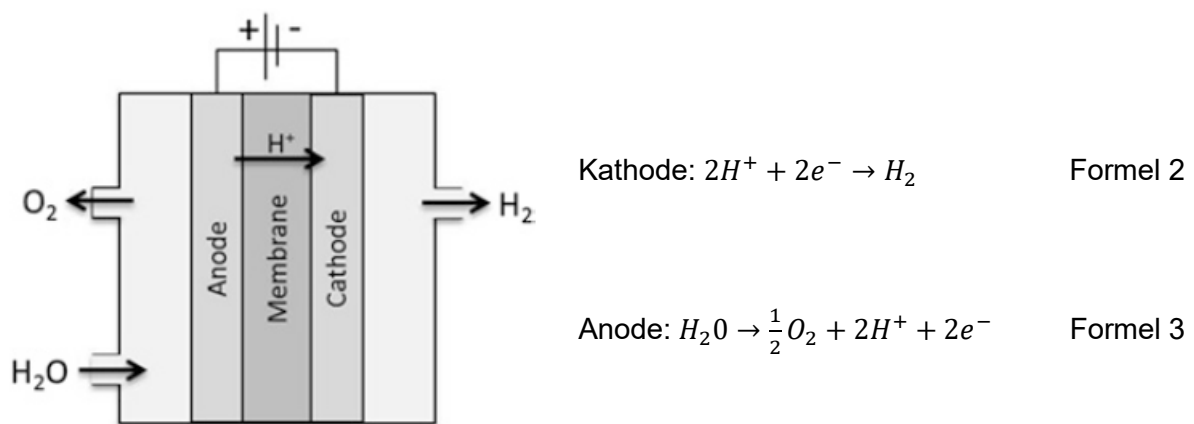 + -
H⁺
O₂
H₂
Anode
Membrane
Cathode
H₂O
Kathode: 2H⁺ + 2e⁻ → H₂ Formel 2
Anode: H₂0 → ½O₂ + 2H⁺ + 2e⁻ Formel 3